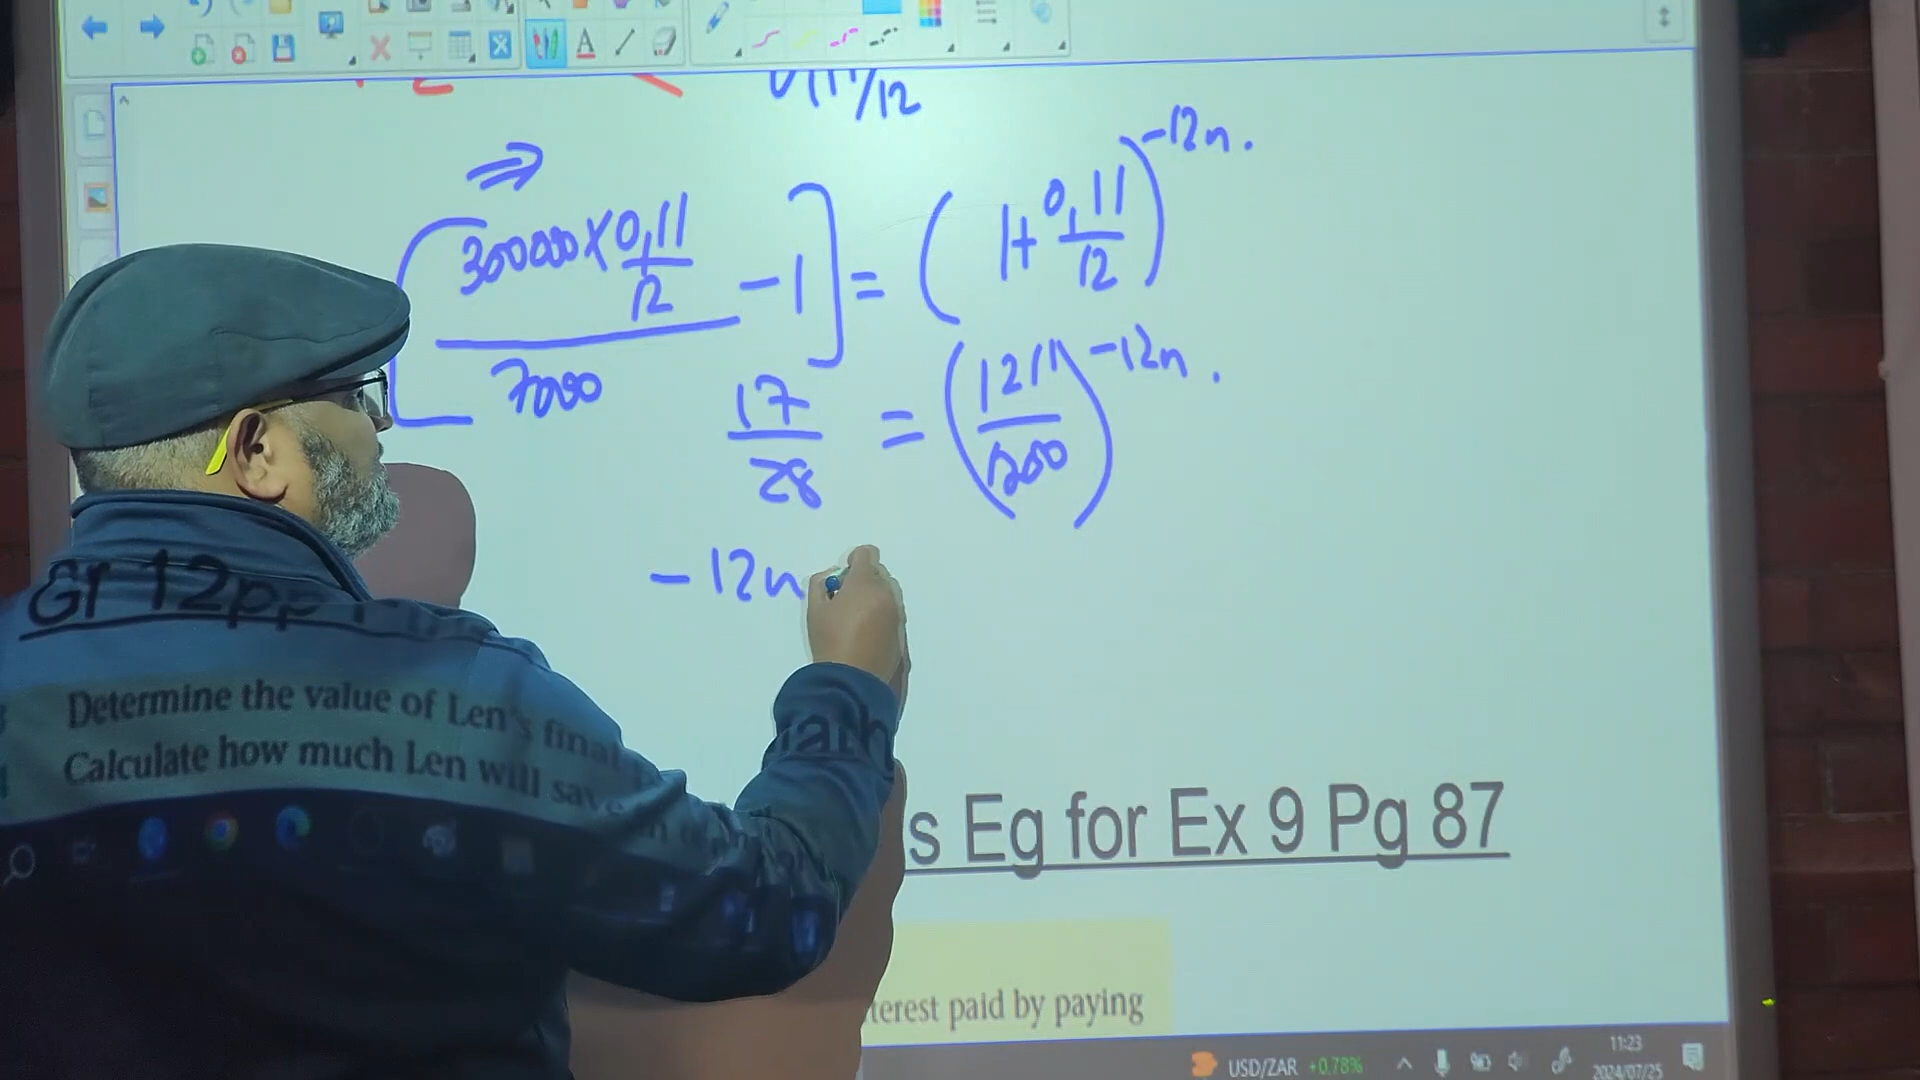 0,11/12
⇒
[300000 × 0,11/12 / 7000 - 1] = (1 + 0,11/12)^-12n.
17/28 = (1211/1200)^-12n.
- 12n
Gr 12pp
Determine the value of Len's final
Calculate how much Len will save
s Eg for Ex 9 Pg 87
terest paid by paying
USD/ZAR +0.78%
11:23
2024/07/25